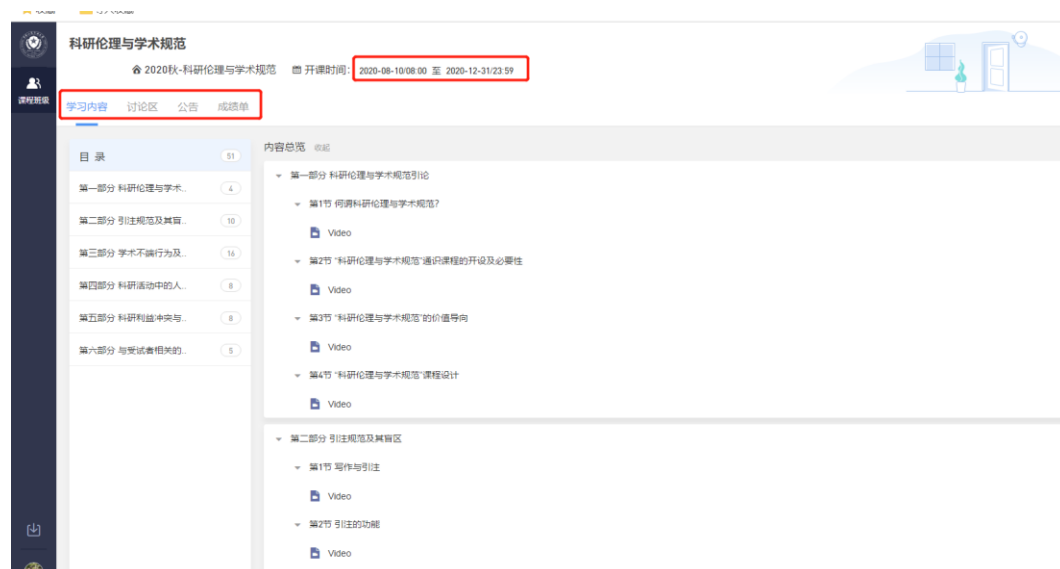 科研伦理与学术规范
2020秋-科研伦理与学术规范 开课时间： 2020-08-10/08:00 至 2020-12-31/23:59
课程班级
学习内容 讨论区 公告 成绩单
目录 51
第一部分 科研伦理与学术.. 4
第二部分 引注规范及其盲.. 10
第三部分 学术不端行为及.. 16
第四部分 科研活动中的人.. 8
第五部分 科研利益冲突与.. 8
第六部分 与受试者相关的.. 5
内容总览 收起
第一部分 科研伦理与学术规范引论
第1节 何谓科研伦理与学术规范?
Video
第2节 “科研伦理与学术规范”通识课程的开设及必要性
Video
第3节 “科研伦理与学术规范”的价值导向
Video
第4节 “科研伦理与学术规范”课程设计
Video
第二部分 引注规范及其盲区
第1节 写作与引注
Video
第2节 引注的功能
Video